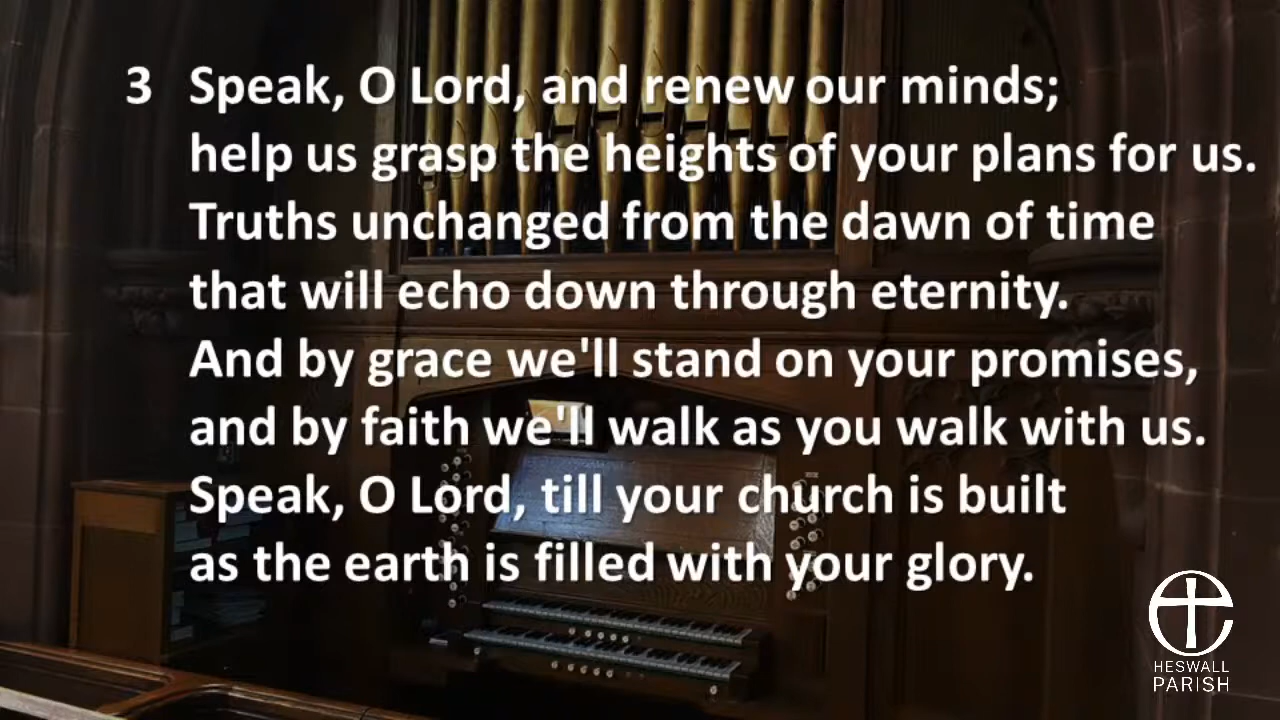 3 Speak, O Lord, and renew our minds;
help us grasp the heights of your plans for us.
Truths unchanged from the dawn of time
that will echo down through eternity.
And by grace we'll stand on your promises,
and by faith we'll walk as you walk with us.
Speak, O Lord, till your church is built
as the earth is filled with your glory.
HESWALL
PARISH